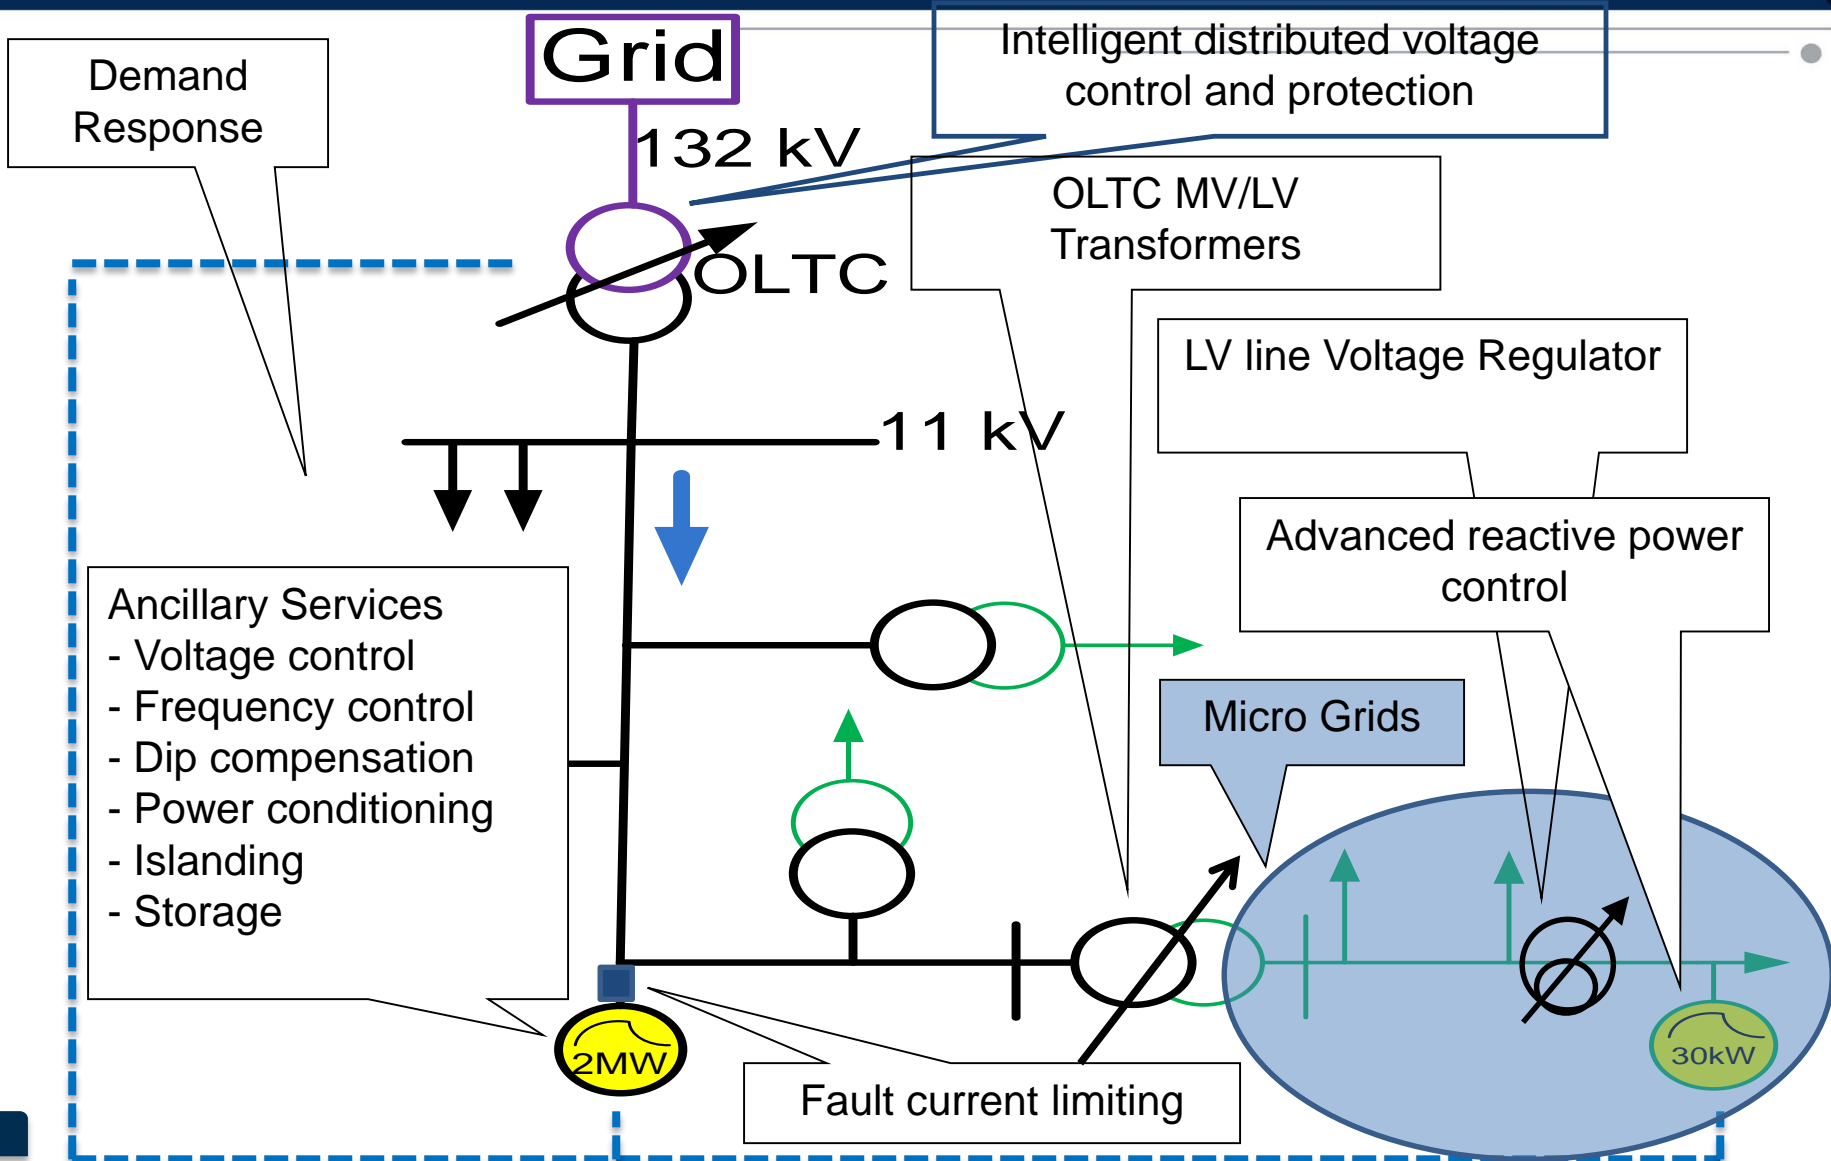 Grid
Intelligent distributed voltage
control and protection
Demand
Response
132 kV
OLTC MV/LV
Transformers
OLTC
LV line Voltage Regulator
11 kV
Advanced reactive power
control
Ancillary Services
- Voltage control
- Frequency control
- Dip compensation
- Power conditioning
- Islanding
- Storage
Micro Grids
2MW
30kW
Fault current limiting